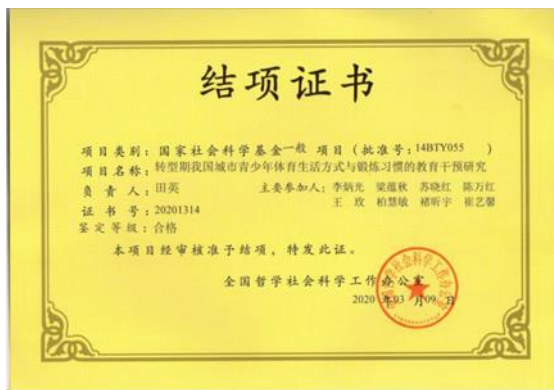 结项证书
项目类别：国家社会科学基金一般 项目（批准号：14BTY055 ）
项目名称：转型期我国城市青少年体育生活方式与锻炼习惯的教育干预研究
负责人：田英 主要参加人：李炳光 梁蕴秋 苏晓红 陈万红
王玫 柏慧敏 褚昕宇 崔艺馨
证书号：20201314
鉴定等级：合格
本项目经审核准予结项，特发此证。
全国哲学社会科学工作办公室
2020 年03 月09 日